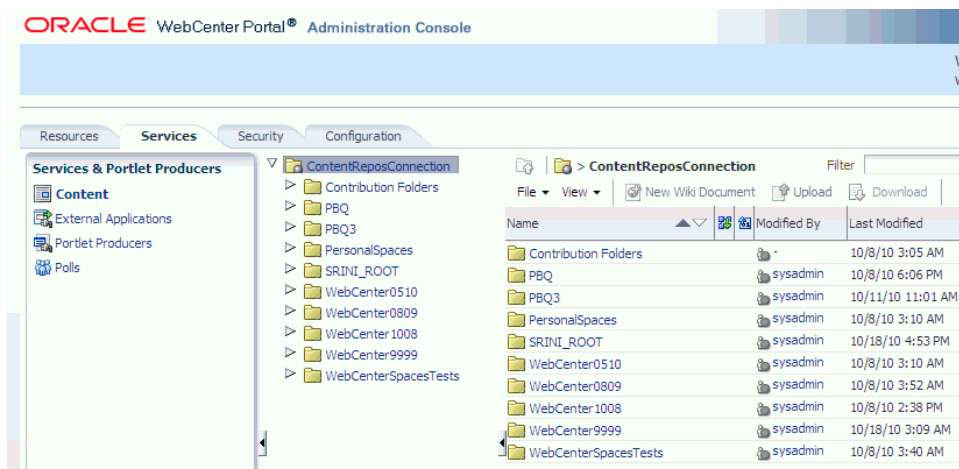 ORACLE WebCenter Portal® Administration Console
Resources Services Security Configuration
Services & Portlet Producers
Content
External Applications
Portlet Producers
Polls
ContentReposConnection
Contribution Folders
PBQ
PBQ3
PersonalSpaces
SRINI_ROOT
WebCenter0510
WebCenter0809
WebCenter1008
WebCenter9999
WebCenterSpacesTests
> ContentReposConnection Filter
File View New Wiki Document Upload Download
Name Modified By Last Modified
Contribution Folders - 10/8/10 3:05 AM
PBQ sysadmin 10/8/10 6:06 PM
PBQ3 sysadmin 10/11/10 11:01 AM
PersonalSpaces sysadmin 10/8/10 3:10 AM
SRINI_ROOT sysadmin 10/18/10 4:53 PM
WebCenter0510 sysadmin 10/8/10 3:10 AM
WebCenter0809 sysadmin 10/8/10 3:52 AM
WebCenter1008 sysadmin 10/8/10 2:38 PM
WebCenter9999 sysadmin 10/18/10 3:09 AM
WebCenterSpacesTests sysadmin 10/8/10 3:40 AM